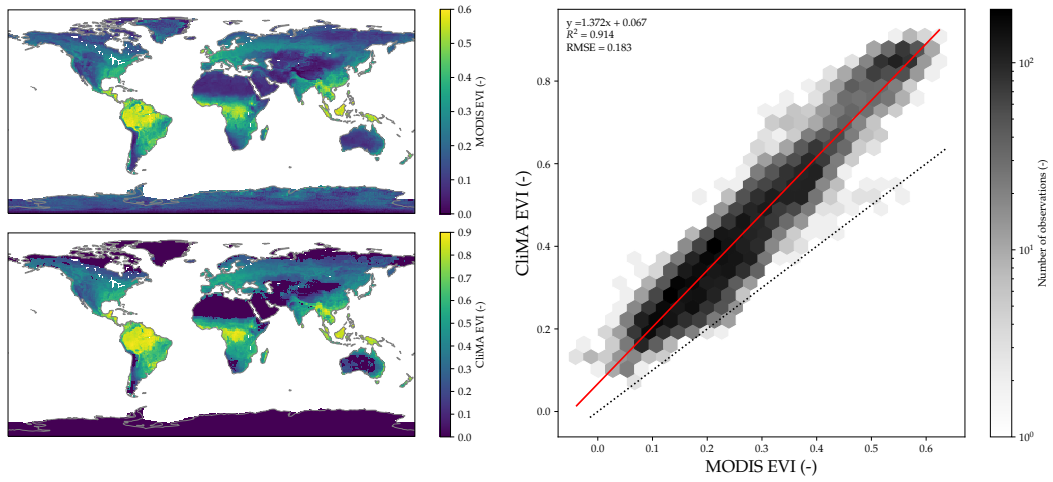 0.6
0.5
0.4
0.3
0.2
0.1
0.0
MODIS EVI (-)
0.9
0.8
0.7
0.6
0.5
0.4
0.3
0.2
0.1
0.0
CliMA EVI (-)
y =1.372x + 0.067
R² = 0.914
RMSE = 0.183
0.8
0.6
0.4
0.2
0.0
CliMA EVI (-)
0.0 0.1 0.2 0.3 0.4 0.5 0.6
MODIS EVI (-)
10²
10¹
10⁰
Number of observations (-)